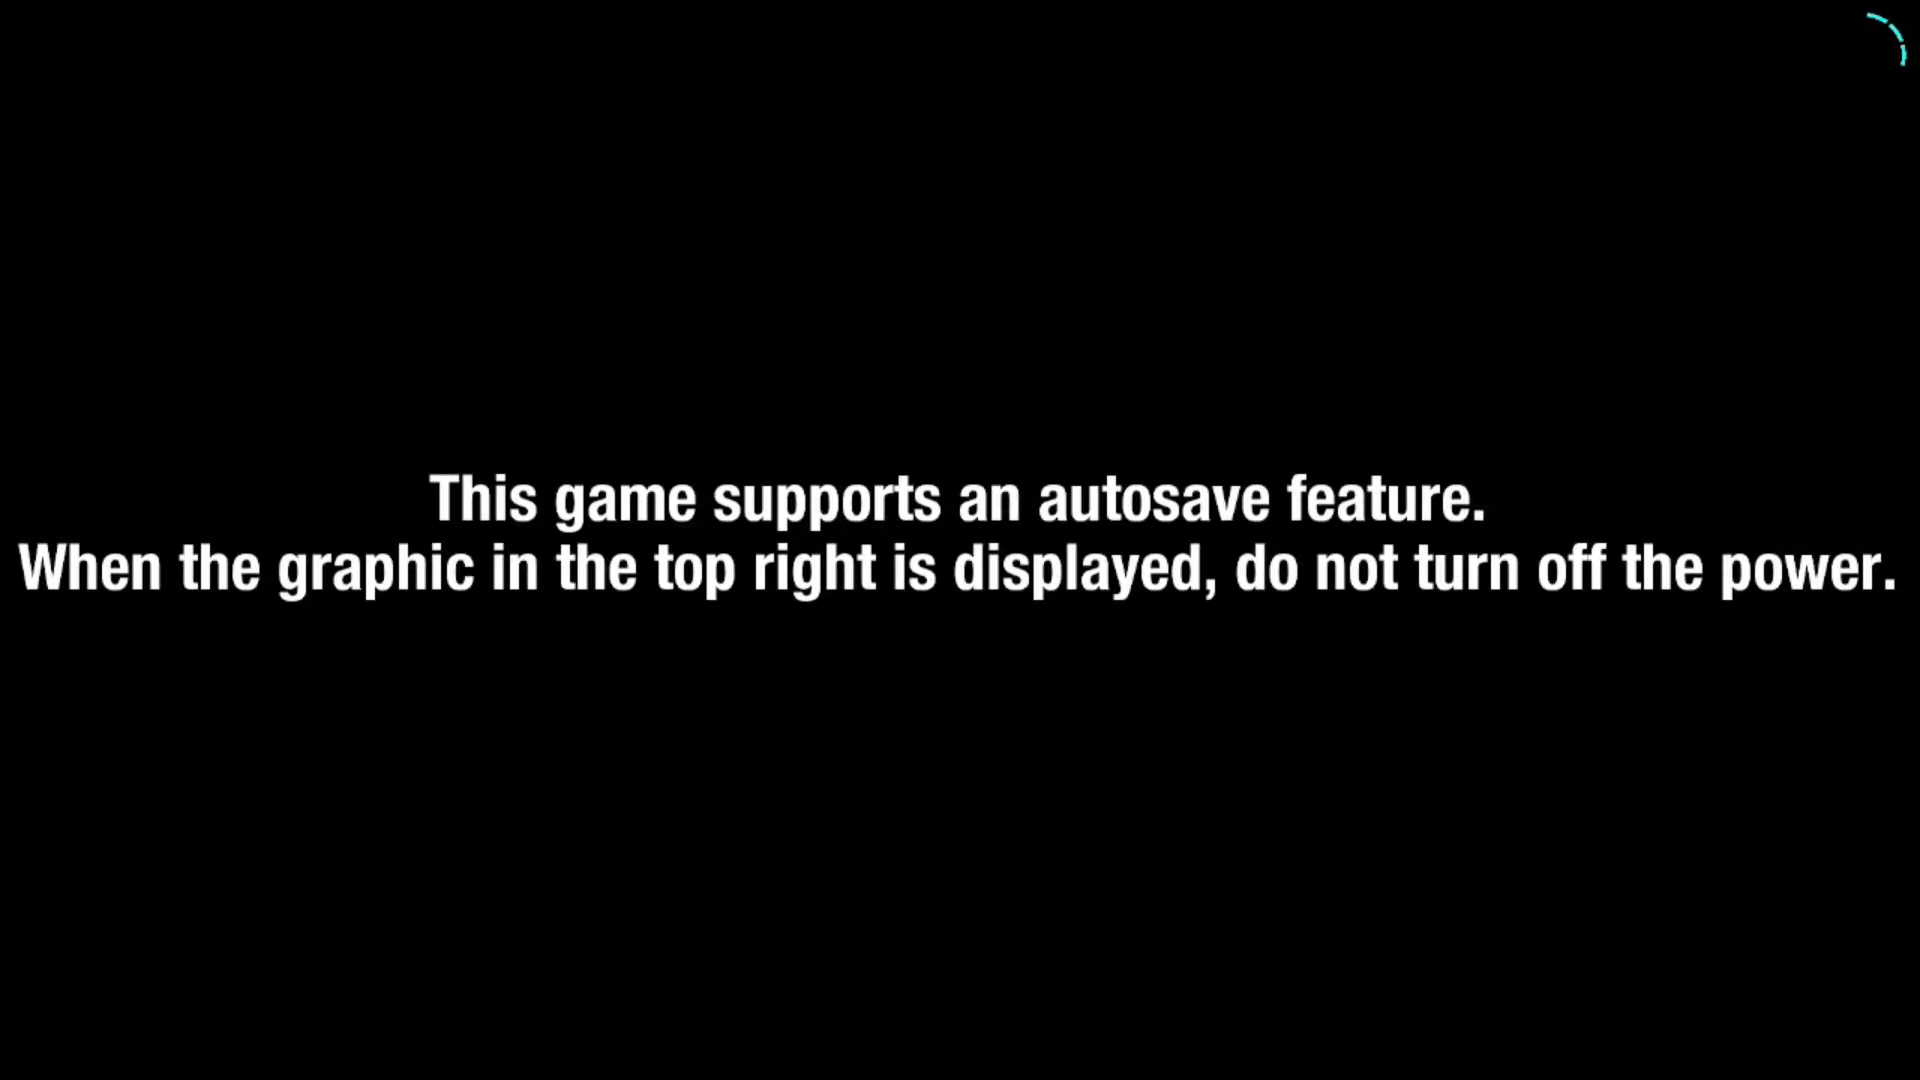 This game supports an autosave feature.
When the graphic in the top right is displayed, do not turn off the power.